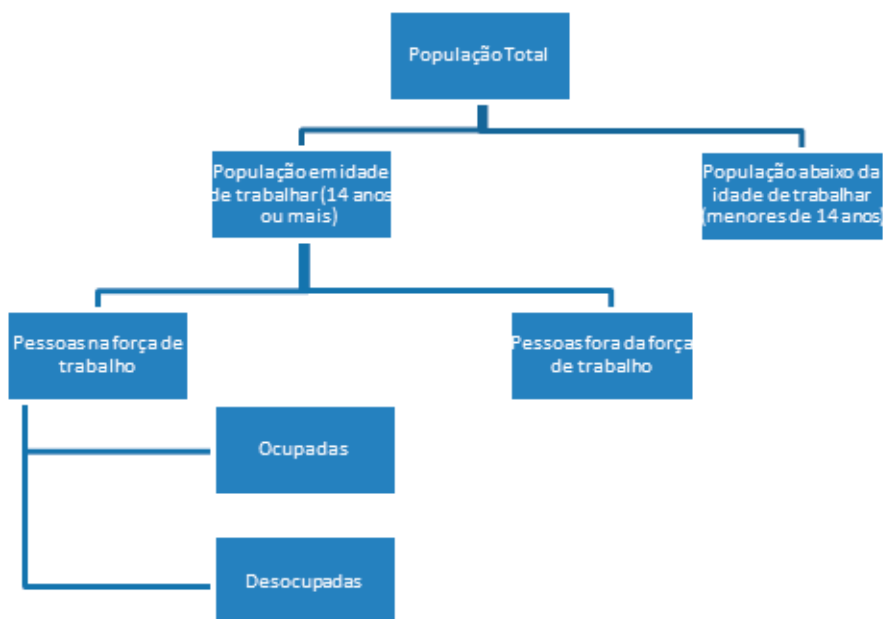 População Total
População em idade
de trabalhar (14 anos
ou mais)
População abaixo da
idade de trabalhar
(menores de 14 anos)
Pessoas na força de
trabalho
Pessoas fora da força
de trabalho
Ocupadas
Desocupadas